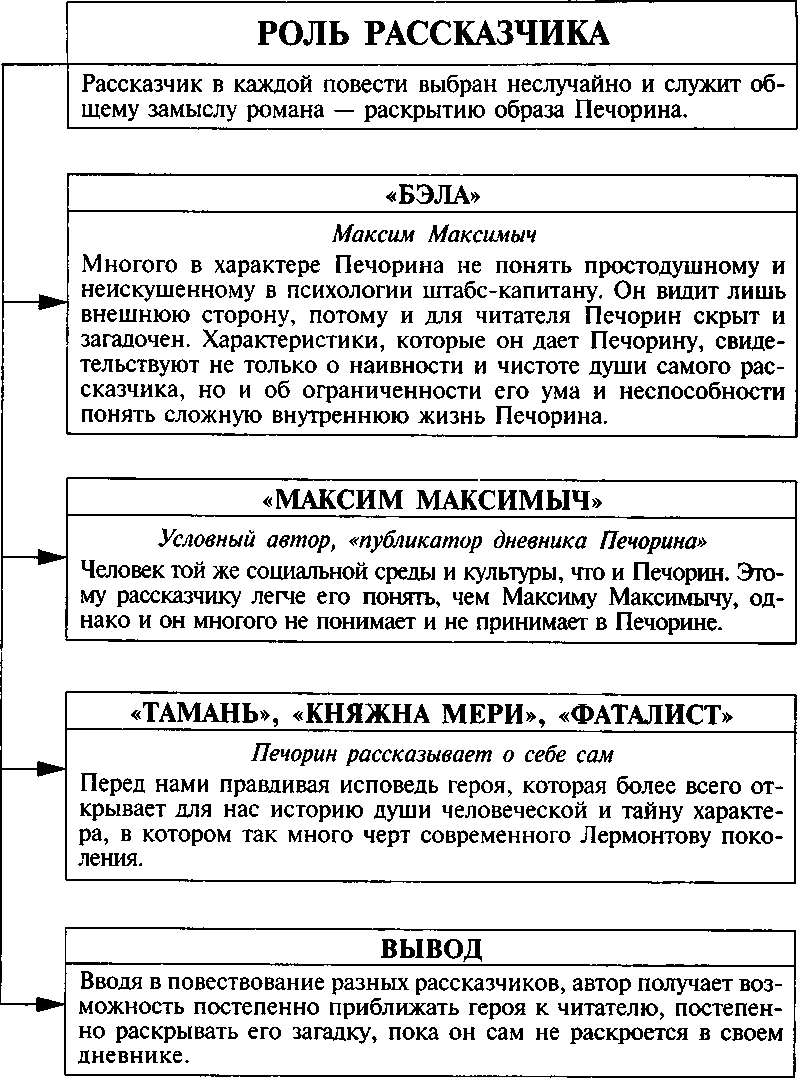 РОЛЬ РАССКАЗЧИКА
Рассказчик в каждой повести выбран неслучайно и служит об-
щему замыслу романа — раскрытию образа Печорина.
«БЭЛА»
Максим Максимыч
Многого в характере Печорина не понять простодушному и
неискушенному в психологии штабс-капитану. Он видит лишь
внешнюю сторону, потому и для читателя Печорин скрыт и
загадочен. Характеристики, которые он дает Печорину, свиде-
тельствуют не только о наивности и чистоте души самого рас-
сказчика, но и об ограниченности его ума и неспособности
понять сложную внутреннюю жизнь Печорина.
«МАКСИМ МАКСИМЫЧ»
Условный автор, «публикатор дневника Печорина»
Человек той же социальной среды и культуры, что и Печорин. Это-
му рассказчику легче его понять, чем Максиму Максимычу, од-
нако и он многого не понимает и не принимает в Печорине.
«ТАМАНЬ», «КНЯЖНА МЕРИ», «ФАТАЛИСТ»
Печорин рассказывает о себе сам
Перед нами правдивая исповедь героя, которая более всего от-
крывает для нас историю души человеческой и тайну характе-
ра, в котором так много черт современного Лермонтову поко-
ления.
ВЫВОД
Вводя в повествование разных рассказчиков, автор получает воз-
можность постепенно приближать героя к читателю, постепен-
но раскрывать его загадку, пока он сам не раскроется в своем
дневнике.